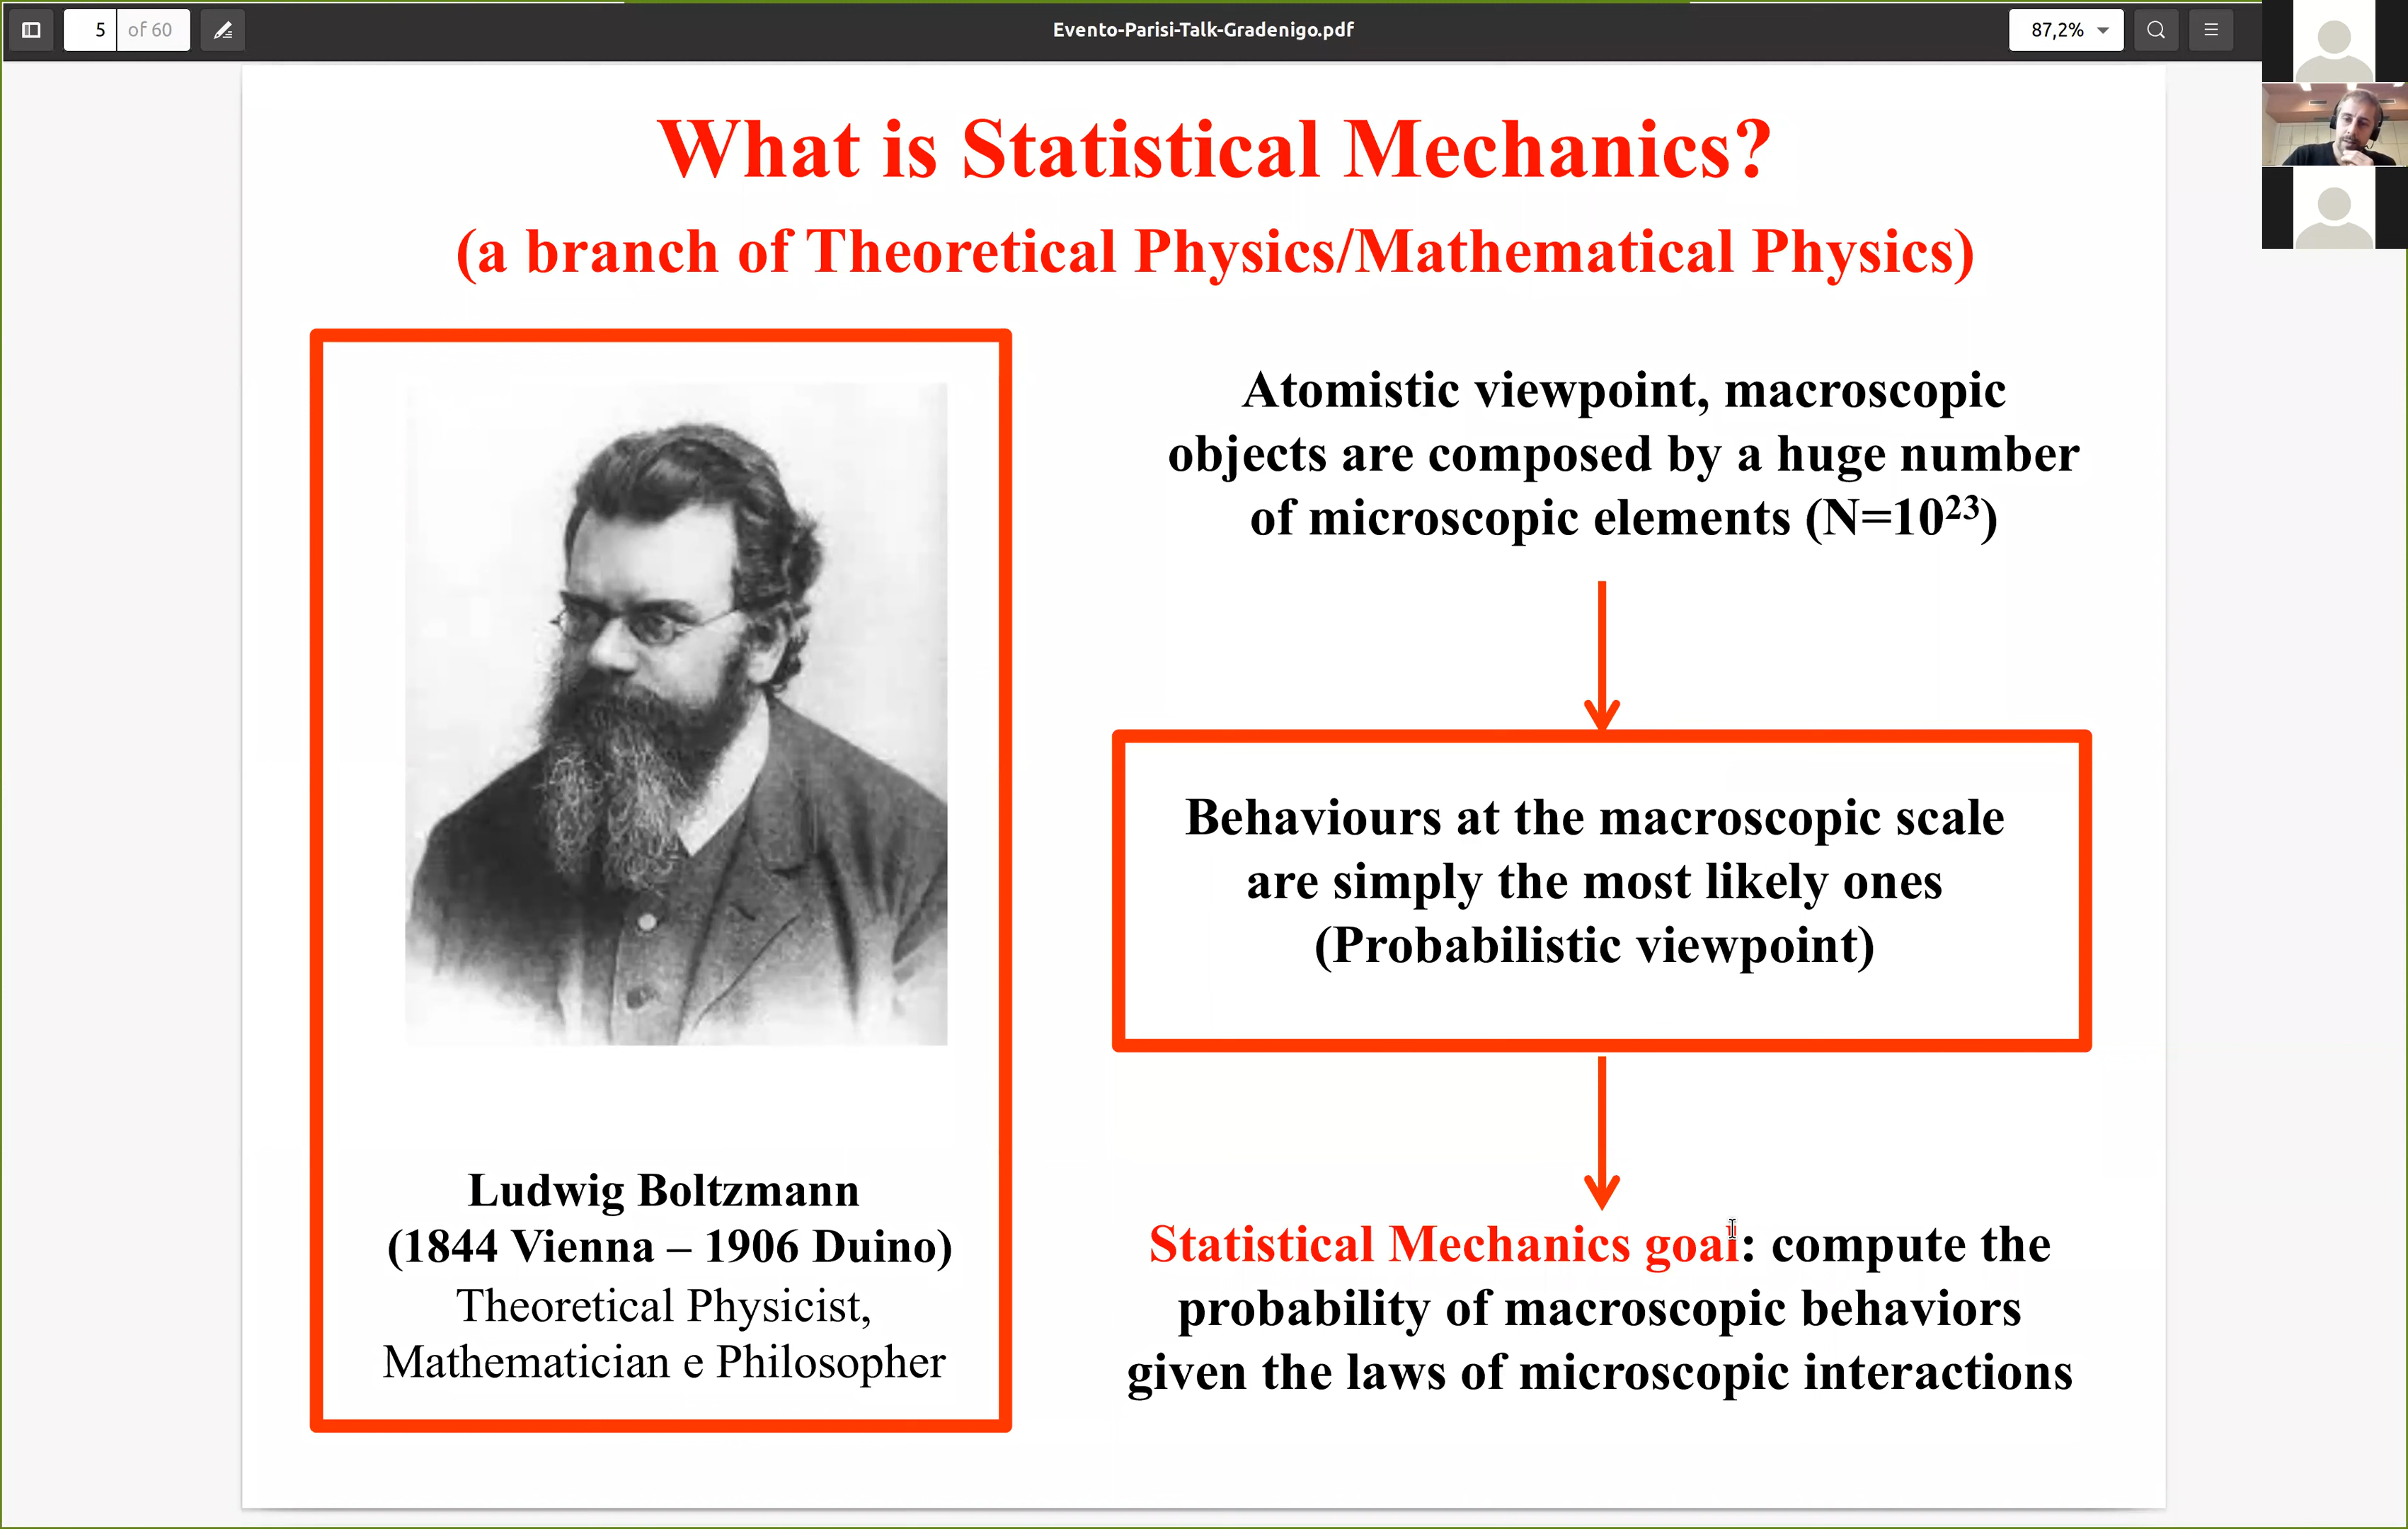 5 of 60
Evento-Parisi-Talk-Gradenigo.pdf
87,2%
What is Statistical Mechanics?
(a branch of Theoretical Physics/Mathematical Physics)
Ludwig Boltzmann
(1844 Vienna – 1906 Duino)
Theoretical Physicist,
Mathematician e Philosopher
Atomistic viewpoint, macroscopic
objects are composed by a huge number
of microscopic elements (N=10²³)
Behaviours at the macroscopic scale
are simply the most likely ones
(Probabilistic viewpoint)
Statistical Mechanics goal: compute the
probability of macroscopic behaviors
given the laws of microscopic interactions